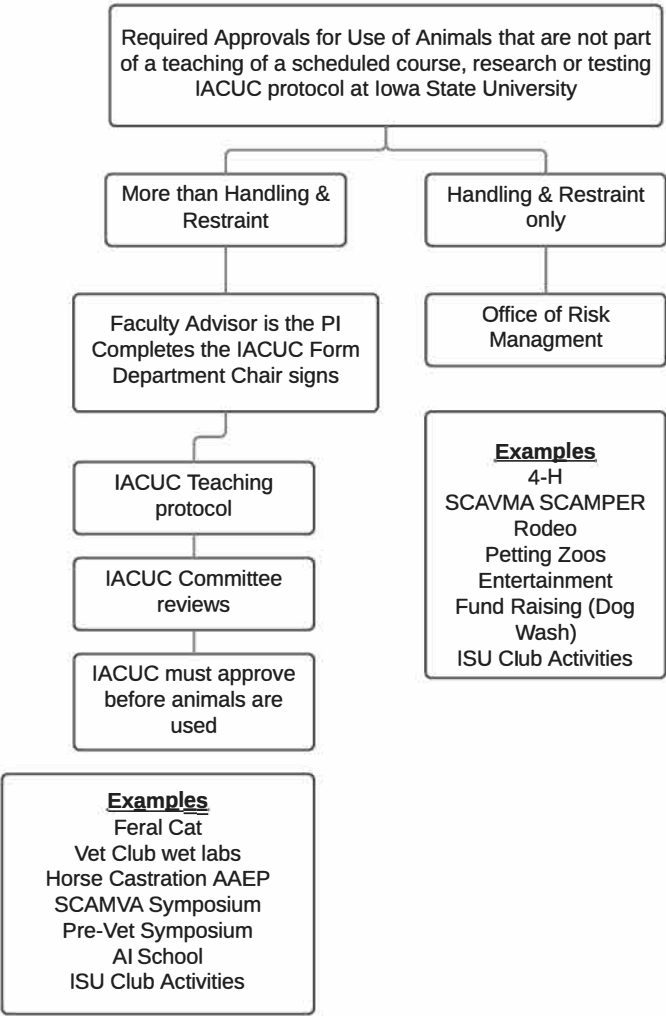 Required Approvals for Use of Animals that are not part
of a teaching of a scheduled course, research or testing
IACUC protocol at Iowa State University
More than Handling &
Restraint
Handling & Restraint
only
Faculty Advisor is the PI
Completes the IACUC Form
Department Chair signs
Office of Risk
Managment
IACUC Teaching
protocol
IACUC Committee
reviews
IACUC must approve
before animals are
used
Examples
4-H
SCAVMA SCAMPER
Rodeo
Petting Zoos
Entertainment
Fund Raising (Dog
Wash)
ISU Club Activities
Examples
Feral Cat
Vet Club wet labs
Horse Castration AAEP
SCAMVA Symposium
Pre-Vet Symposium
AI School
ISU Club Activities